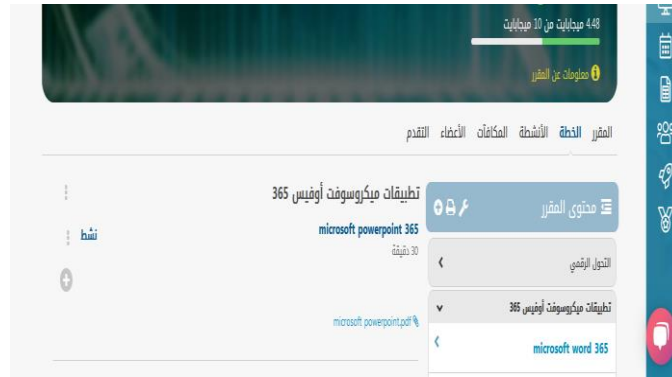 4.48 ميجابايت من 10 ميجابايت
معلومات عن المقرر
المقرر الخطة الأنشطة المكافآت الأعضاء التقدم
محتوى المقرر
التحول الرقمي
تطبيقات ميكروسوفت أوفيس 365
microsoft word 365
تطبيقات ميكروسوفت أوفيس 365
microsoft powerpoint 365
نشط
30 دقيقة
microsoft powerpoint.pdf